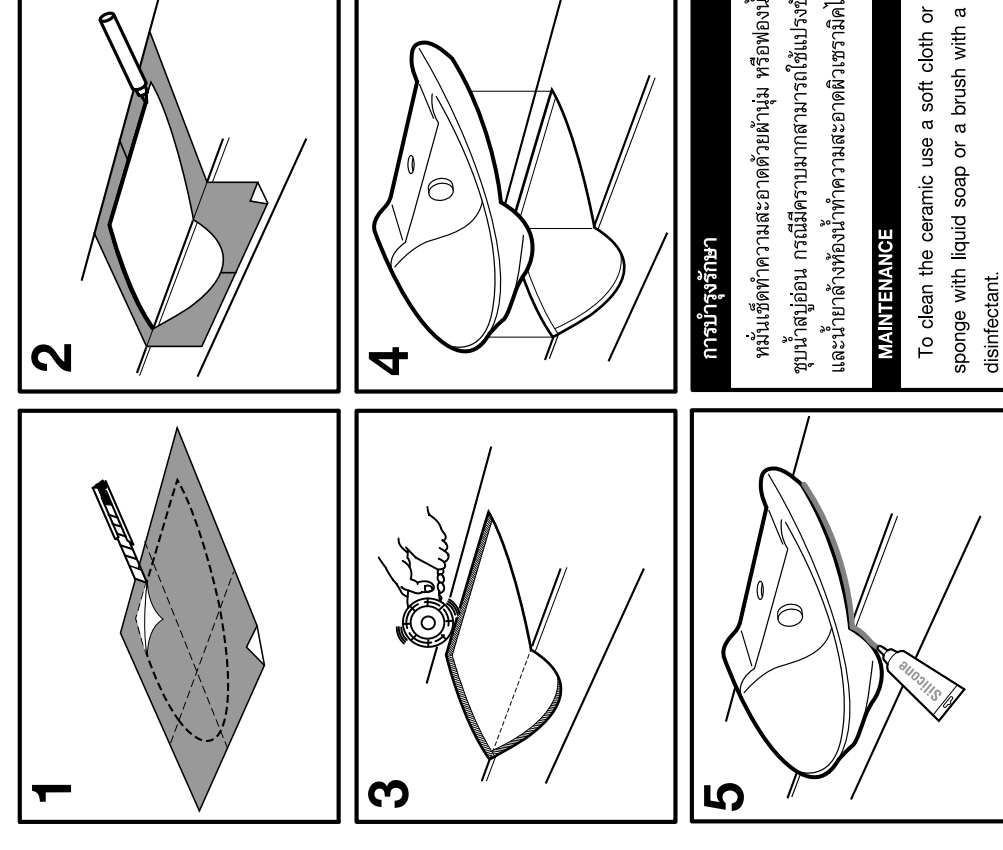 1
2
3
4
5
Silicone
การบำรุงรักษา
หมั่นเช็ดทำความสะอาดด้วยผ้านุ่ม หรือฟองน้ำ
ชุบน้ำสบู่อ่อน กรณีมีคราบมากสามารถใช้แปรง
และน้ำยาล้างห้องน้ำทำความสะอาดผิวเซรามิค
MAINTENANCE
To clean the ceramic use a soft cloth or
sponge with liquid soap or a brush with a
disinfectant.